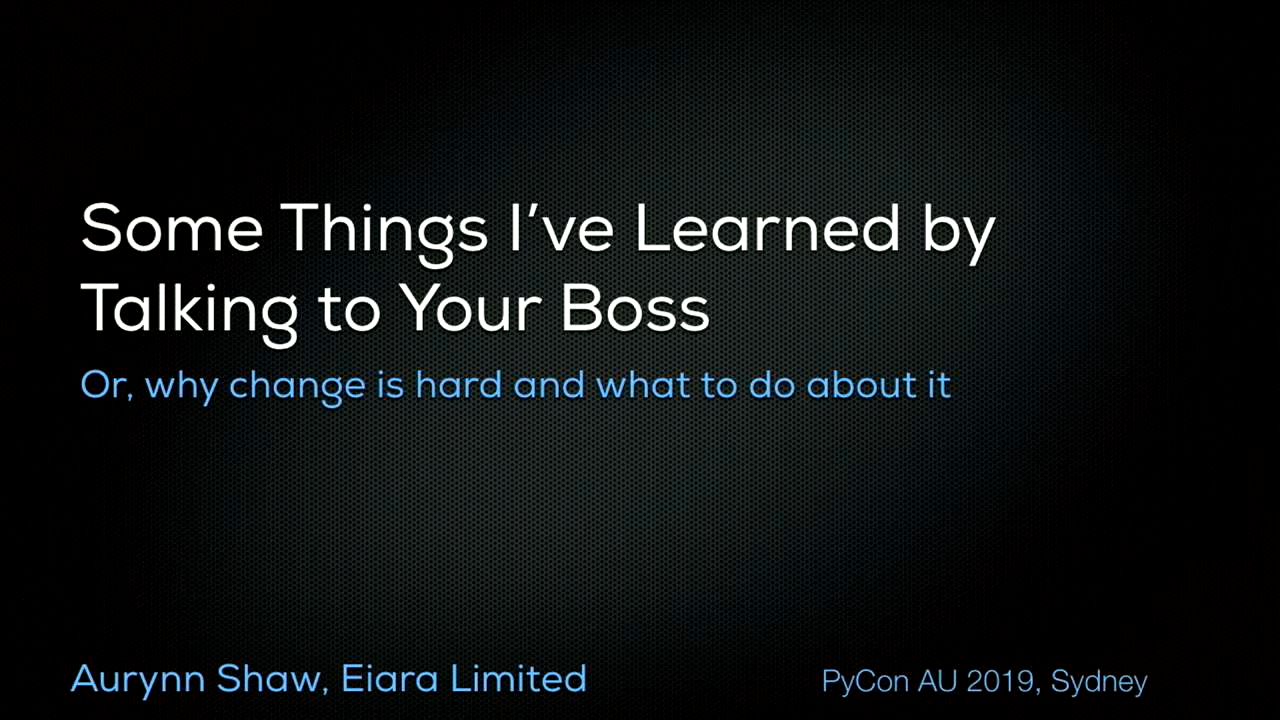 Some Things I’ve Learned by
Talking to Your Boss
Or, why change is hard and what to do about it
Aurynn Shaw, Eiara Limited
PyCon AU 2019, Sydney